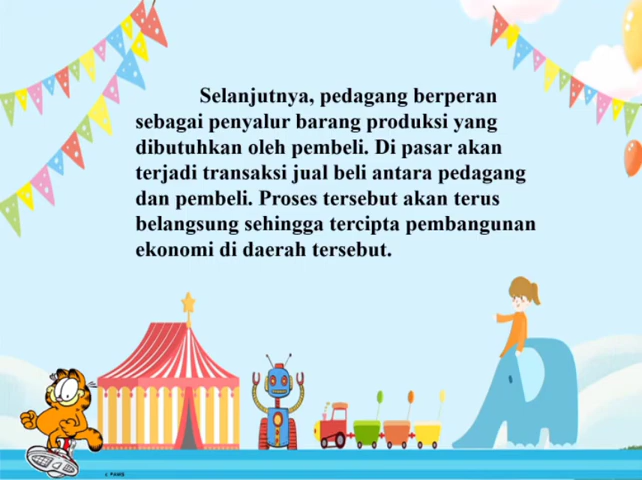 Selanjutnya, pedagang berperan
sebagai penyalur barang produksi yang
dibutuhkan oleh pembeli. Di pasar akan
terjadi transaksi jual beli antara pedagang
dan pembeli. Proses tersebut akan terus
belangsung sehingga tercipta pembangunan
ekonomi di daerah tersebut.